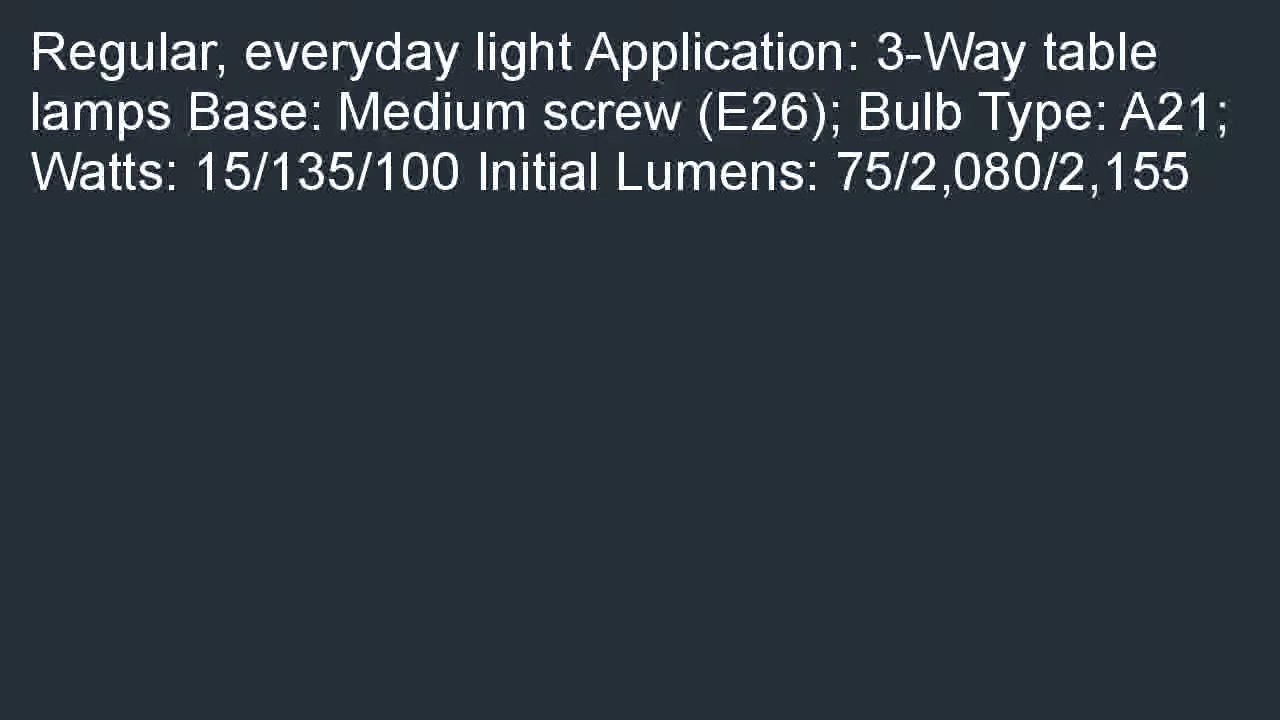 Regular, everyday light Application: 3-Way table
lamps Base: Medium screw (E26); Bulb Type: A21;
Watts: 15/135/100 Initial Lumens: 75/2,080/2,155